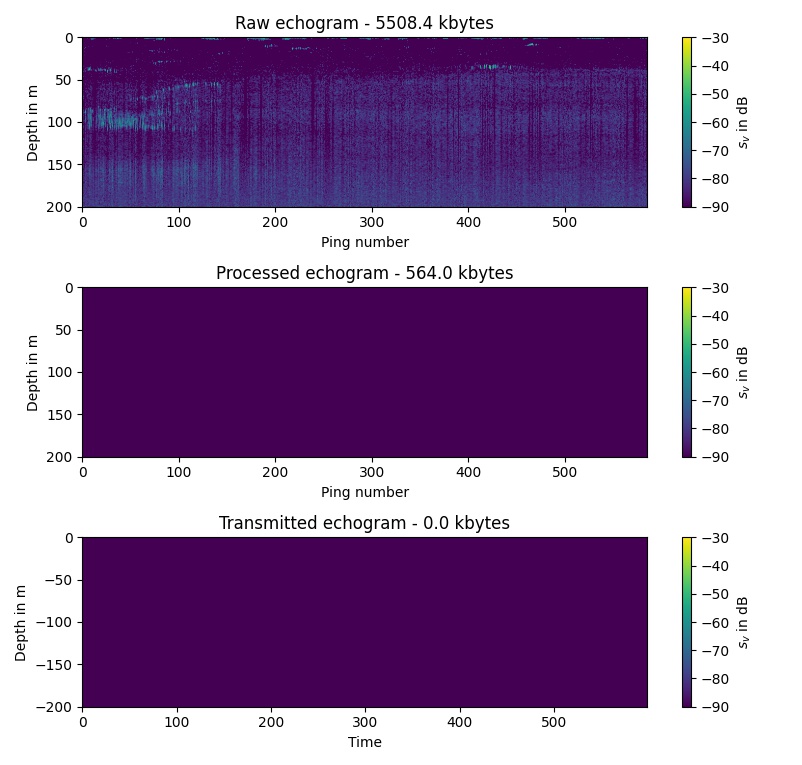 Raw echogram - 5508.4 kbytes
0
50
100
150
200
Depth in m
0 100 200 300 400 500
Ping number
−30
−40
−50
−60
−70
−80
−90
sv in dB
Processed echogram - 564.0 kbytes
0
50
100
150
200
Depth in m
0 100 200 300 400 500
Ping number
−30
−40
−50
−60
−70
−80
−90
sv in dB
Transmitted echogram - 0.0 kbytes
0
−50
−100
−150
−200
Depth in m
0 100 200 300 400 500
Time
−30
−40
−50
−60
−70
−80
−90
sv in dB